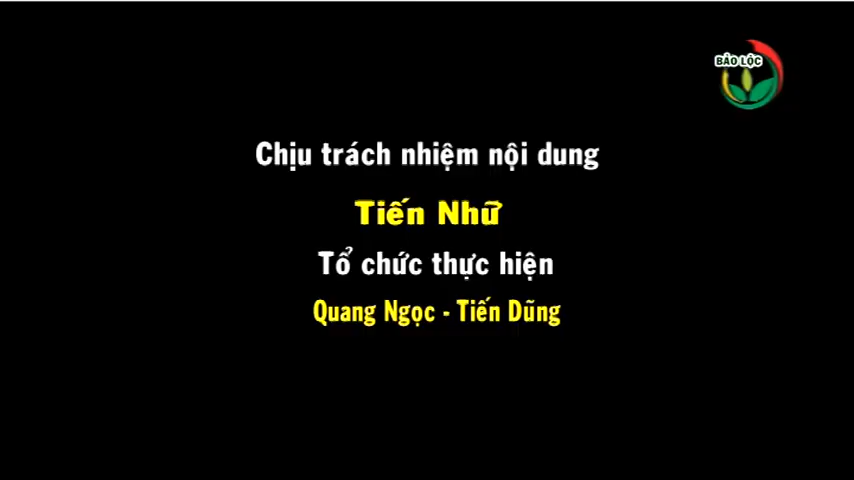 BẢO LỘC
Chịu trách nhiệm nội dung
Tiến Nhữ
Tổ chức thực hiện
Quang Ngọc - Tiến Dũng